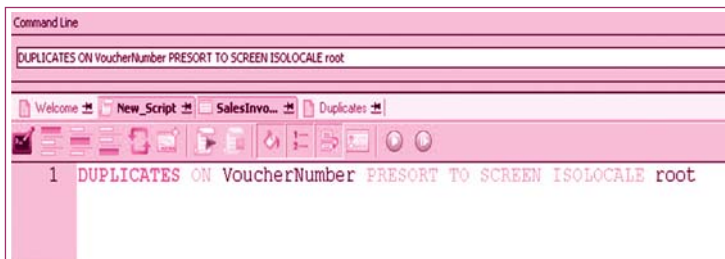 Command Line
DUPLICATES ON VoucherNumber PRESORT TO SCREEN ISOLOCALE root
Welcome New_Script SalesInvo... Duplicates
1 DUPLICATES ON VoucherNumber PRESORT TO SCREEN ISOLOCALE root